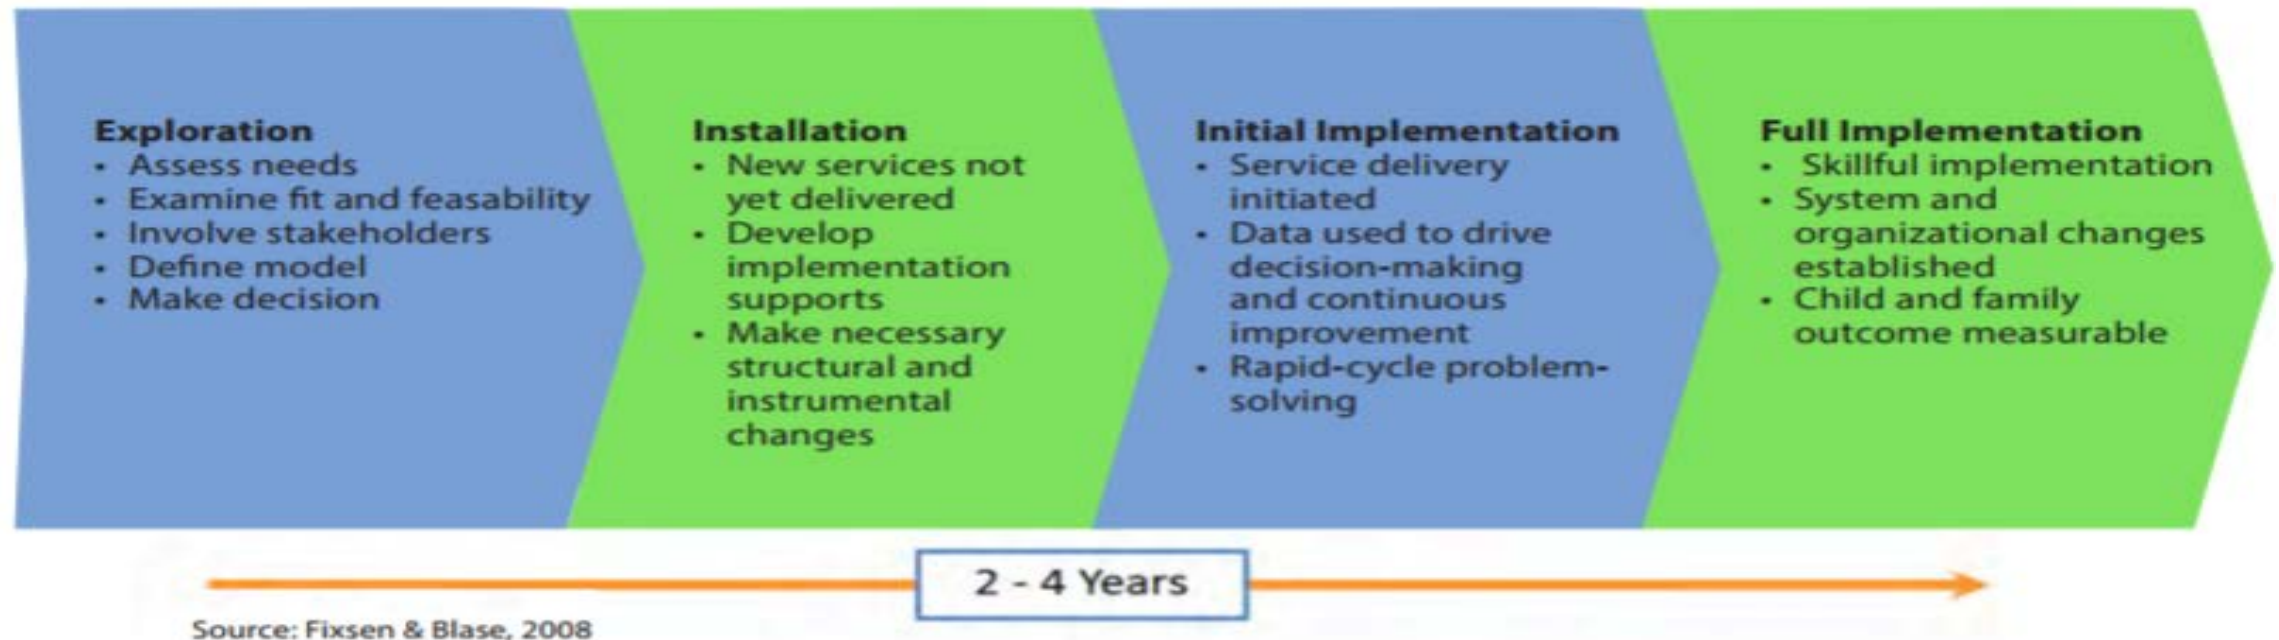 Exploration
• Assess needs
• Examine fit and feasability
• Involve stakeholders
• Define model
• Make decision
Installation
• New services not
yet delivered
• Develop
implementation
supports
• Make necessary
structural and
instrumental
changes
Initial Implementation
• Service delivery
initiated
• Data used to drive
decision-making
and continuous
improvement
• Rapid-cycle problem-
solving
Full Implementation
• Skillful implementation
• System and
organizational changes
established
• Child and family
outcome measurable
2 - 4 Years
Source: Fixsen & Blase, 2008